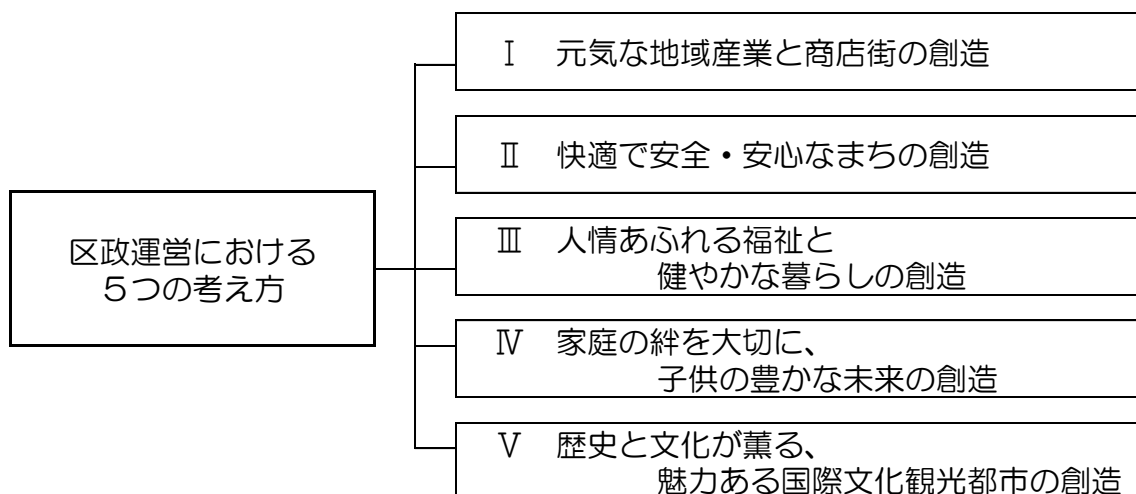 区政運営における
５つの考え方
Ⅰ　元気な地域産業と商店街の創造
Ⅱ　快適で安全・安心なまちの創造
Ⅲ　人情あふれる福祉と
健やかな暮らしの創造
Ⅳ　家庭の絆を大切に、
子供の豊かな未来の創造
Ⅴ　歴史と文化が薫る、
魅力ある国際文化観光都市の創造